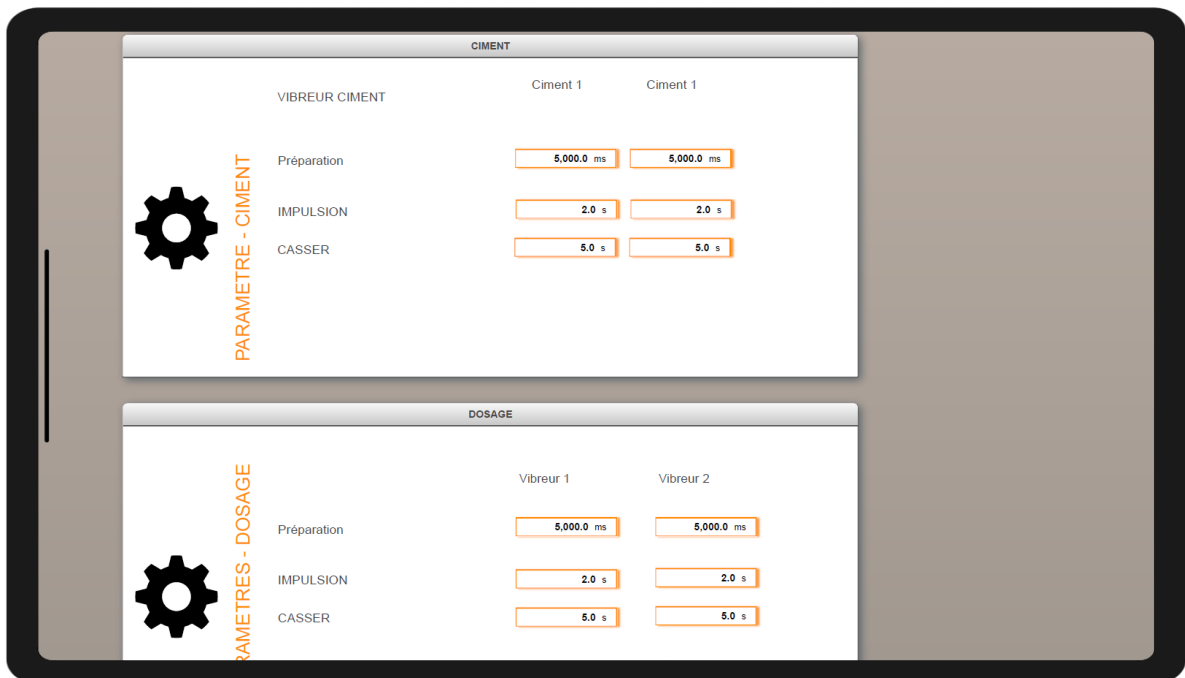 CIMENT
Ciment 1 Ciment 1
VIBREUR CIMENT
PARAMETRE - CIMENT
Préparation 5,000.0 ms 5,000.0 ms
IMPULSION 2.0 s 2.0 s
CASSER 5.0 s 5.0 s
DOSAGE
Vibreur 1 Vibreur 2
RAMETRES - DOSAGE
Préparation 5,000.0 ms 5,000.0 ms
IMPULSION 2.0 s 2.0 s
CASSER 5.0 s 5.0 s